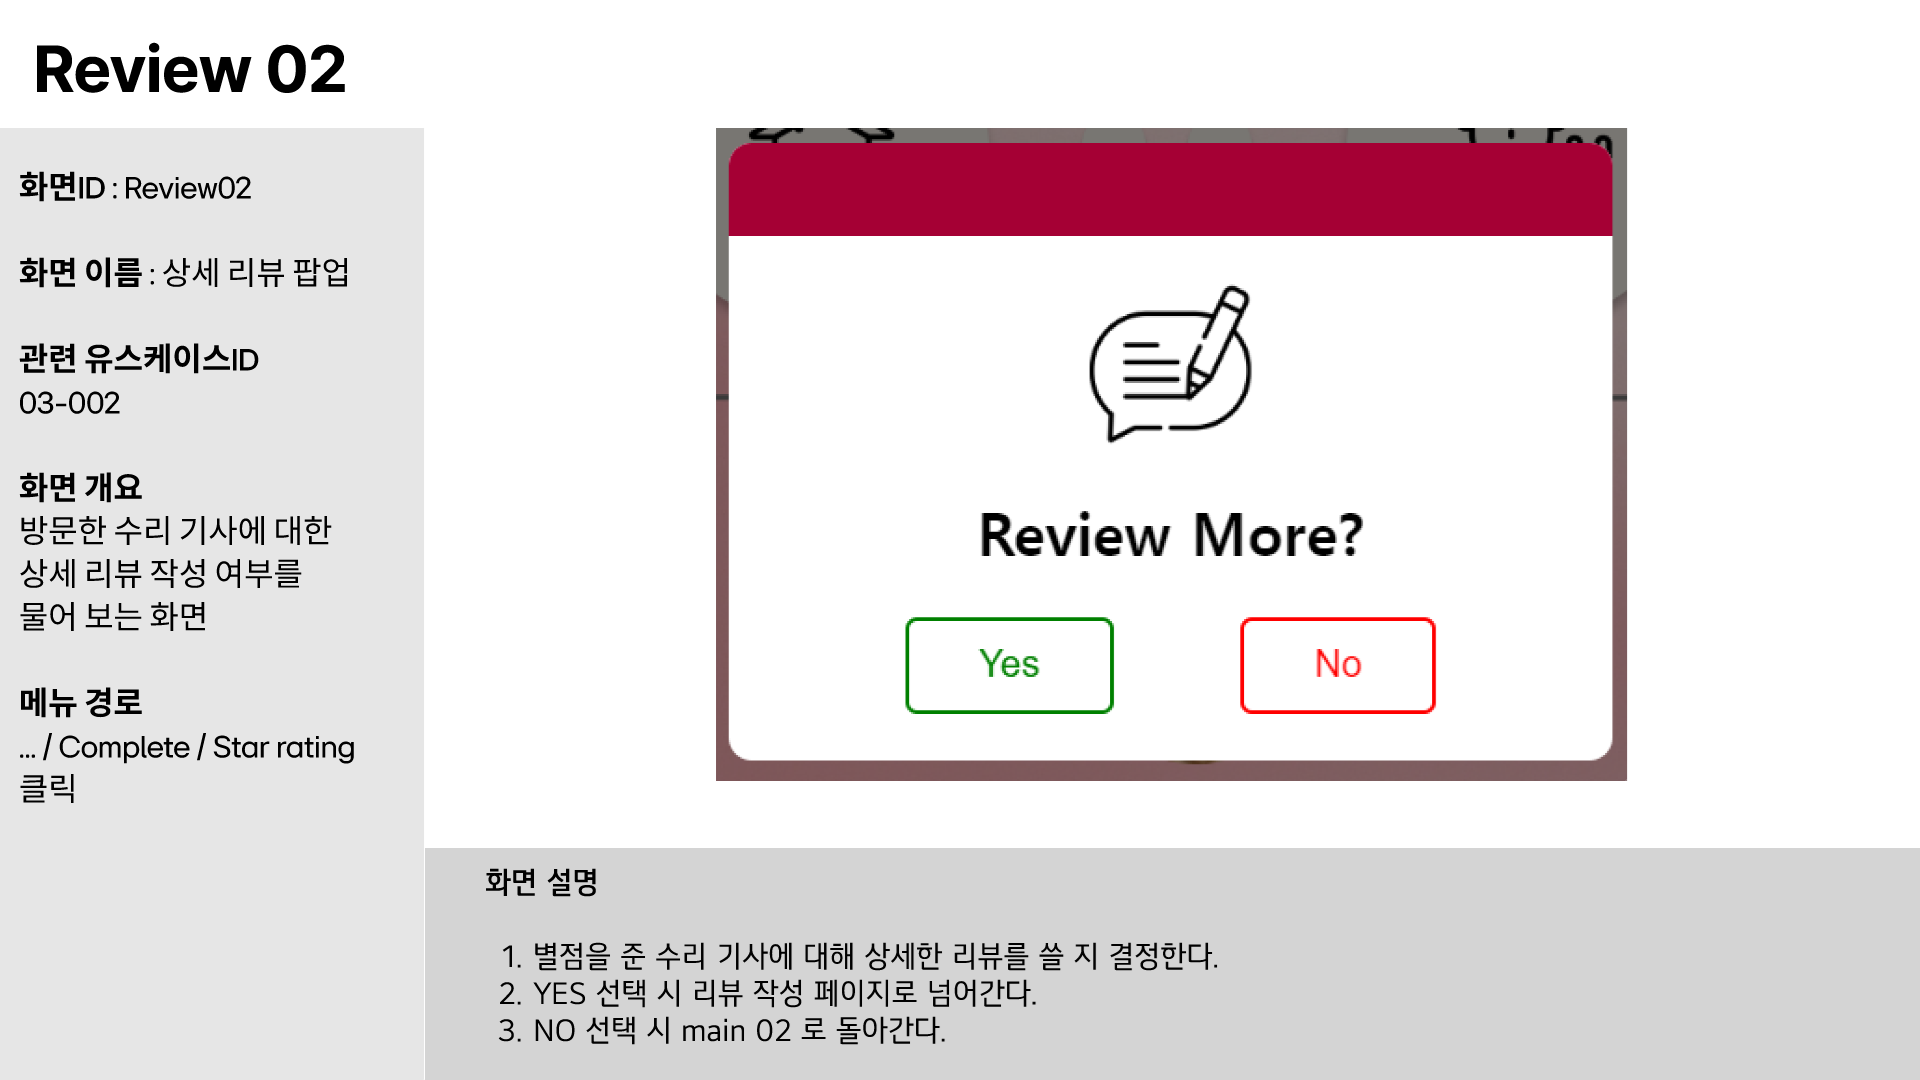 Review 02
화면ID : Review02
화면 이름 : 상세 리뷰 팝업
관련 유스케이스ID
03-002
화면 개요
방문한 수리 기사에 대한
상세 리뷰 작성 여부를
물어 보는 화면
메뉴 경로
... / Complete / Star rating
클릭
Review More?
Yes
No
화면 설명
1. 별점을 준 수리 기사에 대해 상세한 리뷰를 쓸 지 결정한다.
2. YES 선택 시 리뷰 작성 페이지로 넘어간다.
3. NO 선택 시 main 02 로 돌아간다.